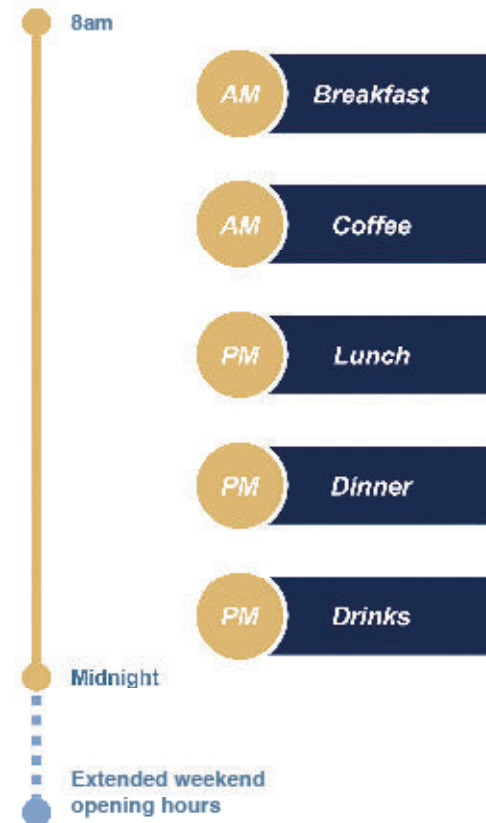 8am
AM Breakfast
AM Coffee
PM Lunch
PM Dinner
PM Drinks
Midnight
Extended weekend
opening hours